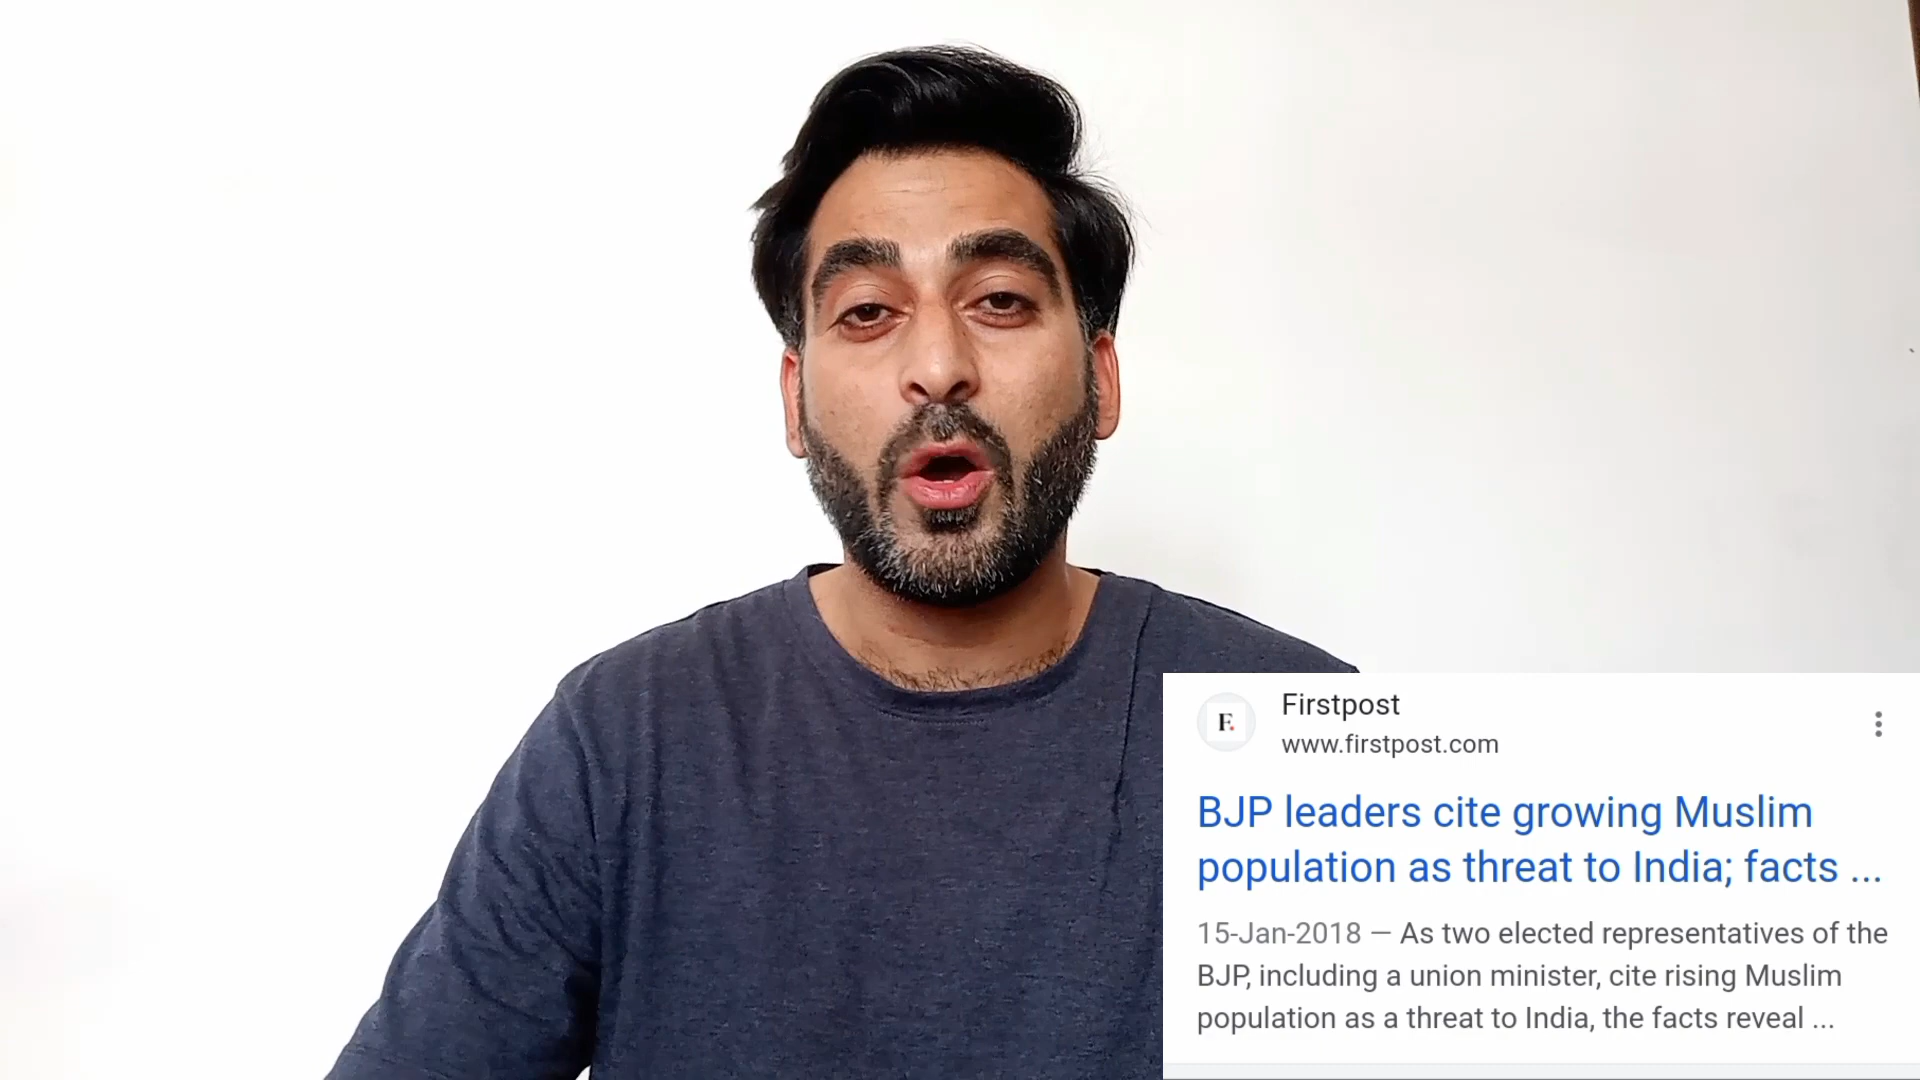 F.
Firstpost
www.firstpost.com
BJP leaders cite growing Muslim
population as threat to India; facts ...
15-Jan-2018 — As two elected representatives of the
BJP, including a union minister, cite rising Muslim
population as a threat to India, the facts reveal ...